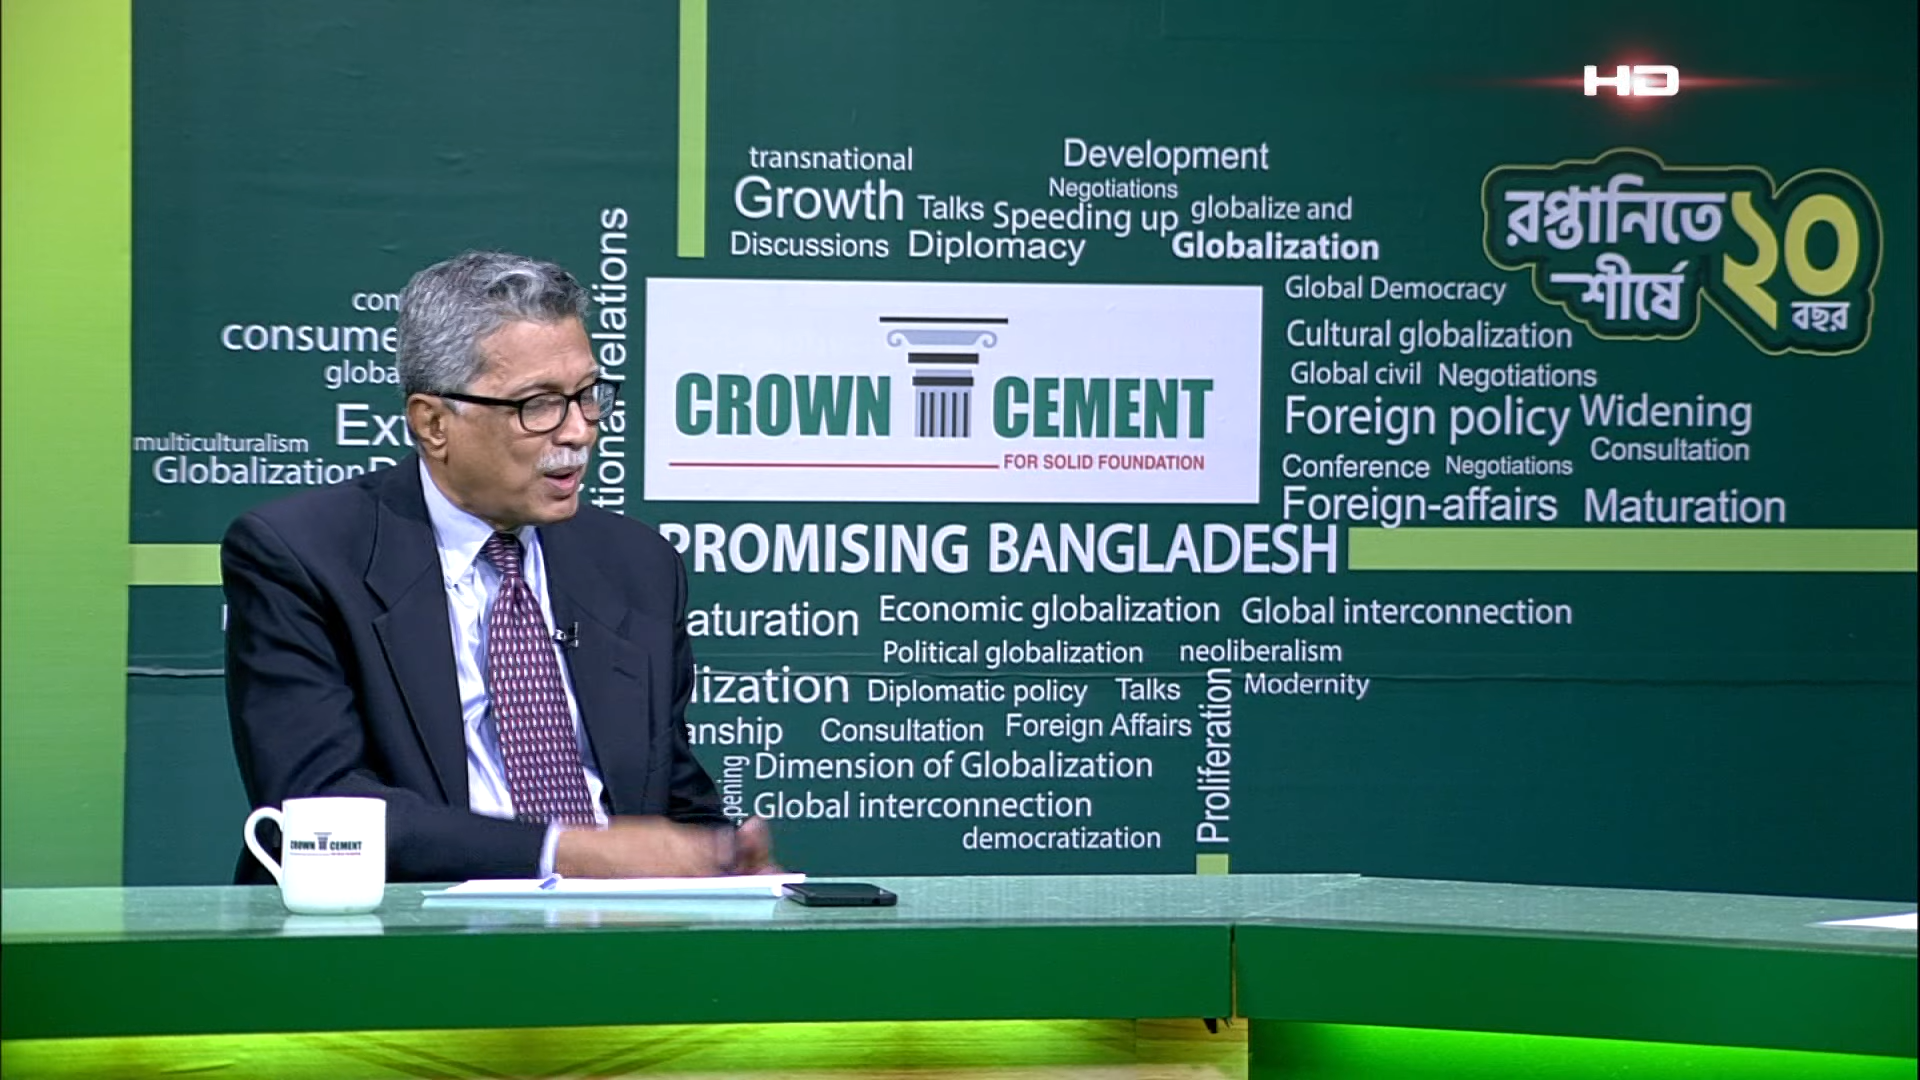 HD
transnational
Development
Negotiations
Growth Talks Speeding up globalize and
Discussions Diplomacy Globalization
রপ্তানিতে
শীর্ষে
২০
বছর
Global Democracy
Cultural globalization
Global civil Negotiations
Foreign policy Widening
Consultation
Conference Negotiations
Foreign-affairs Maturation
multiculturalism
Globalization
relations
CROWN CEMENT
FOR SOLID FOUNDATION
PROMISING BANGLADESH
aturation Economic globalization Global interconnection
Political globalization neoliberalism
lization Diplomatic policy Talks Modernity
anship Consultation Foreign Affairs
Dimension of Globalization
Global interconnection
democratization
Proliferation
CROWN CEMENT